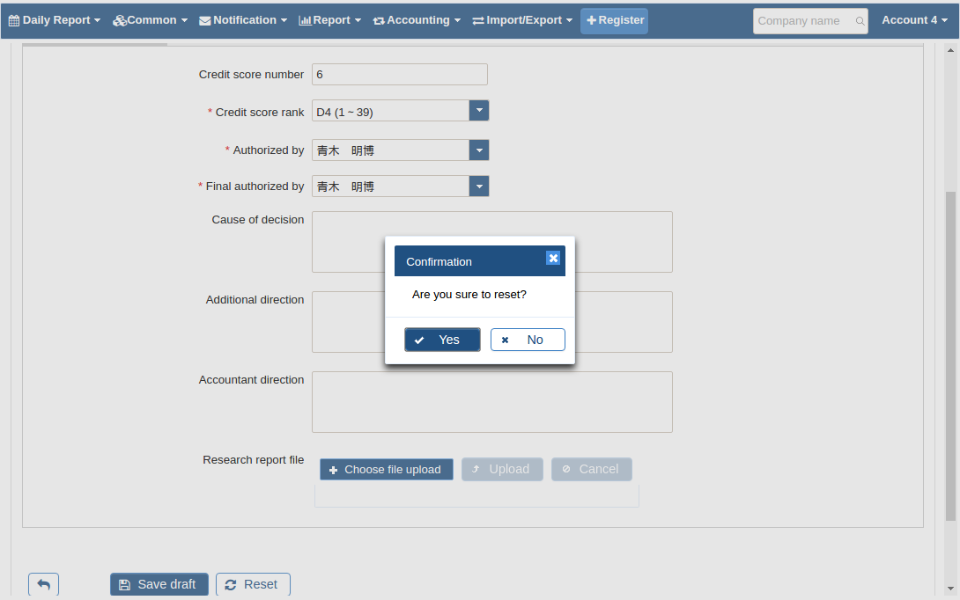 Daily Report Common Notification Report Accounting Import/Export Register Company name Account 4
Credit score number 6
* Credit score rank D4 (1 ~ 39)
* Authorized by 青木　明博
* Final authorized by 青木　明博
Cause of decision
Confirmation
Are you sure to reset?
Yes No
Additional direction
Accountant direction
Research report file Choose file upload Upload Cancel
Save draft Reset